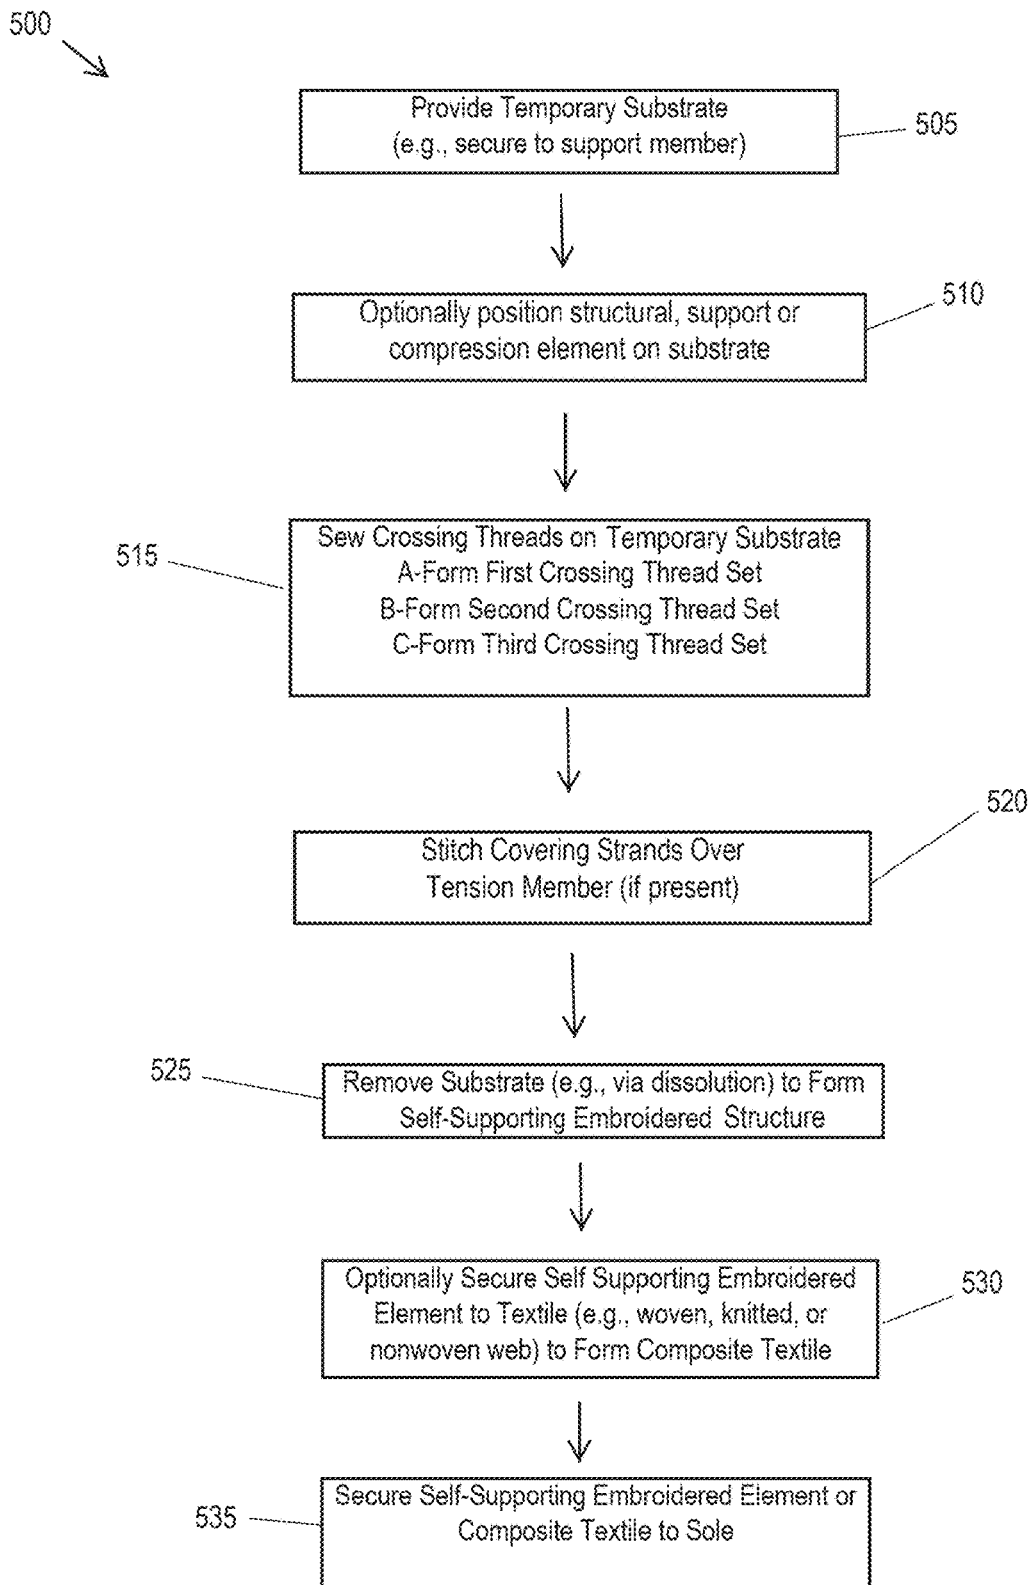 500
Provide Temporary Substrate
(e.g., secure to support member)
505
Optionally position structural, support or
compression element on substrate
510
Sew Crossing Threads on Temporary Substrate
A-Form First Crossing Thread Set
B-Form Second Crossing Thread Set
C-Form Third Crossing Thread Set
515
Stitch Covering Strands Over
Tension Member (if present)
520
Remove Substrate (e.g., via dissolution) to Form
Self-Supporting Embroidered Structure
525
Optionally Secure Self Supporting Embroidered
Element to Textile (e.g., woven, knitted, or
nonwoven web) to Form Composite Textile
530
Secure Self-Supporting Embroidered Element or
Composite Textile to Sole
535